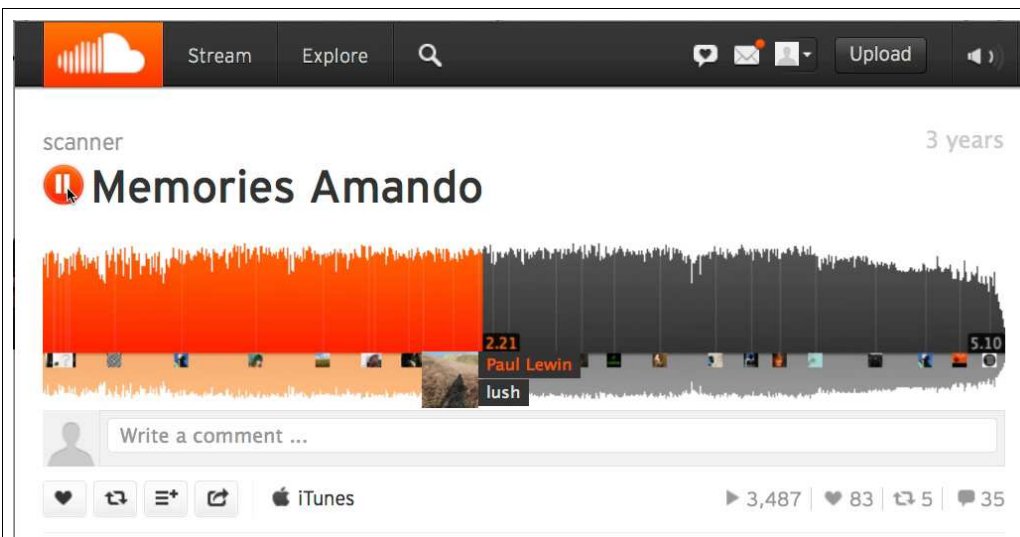 Stream Explore Upload
scanner 3 years
Memories Amando
2.21 5.10
Paul Lewin
lush
Write a comment ...
iTunes 3,487 83 5 35